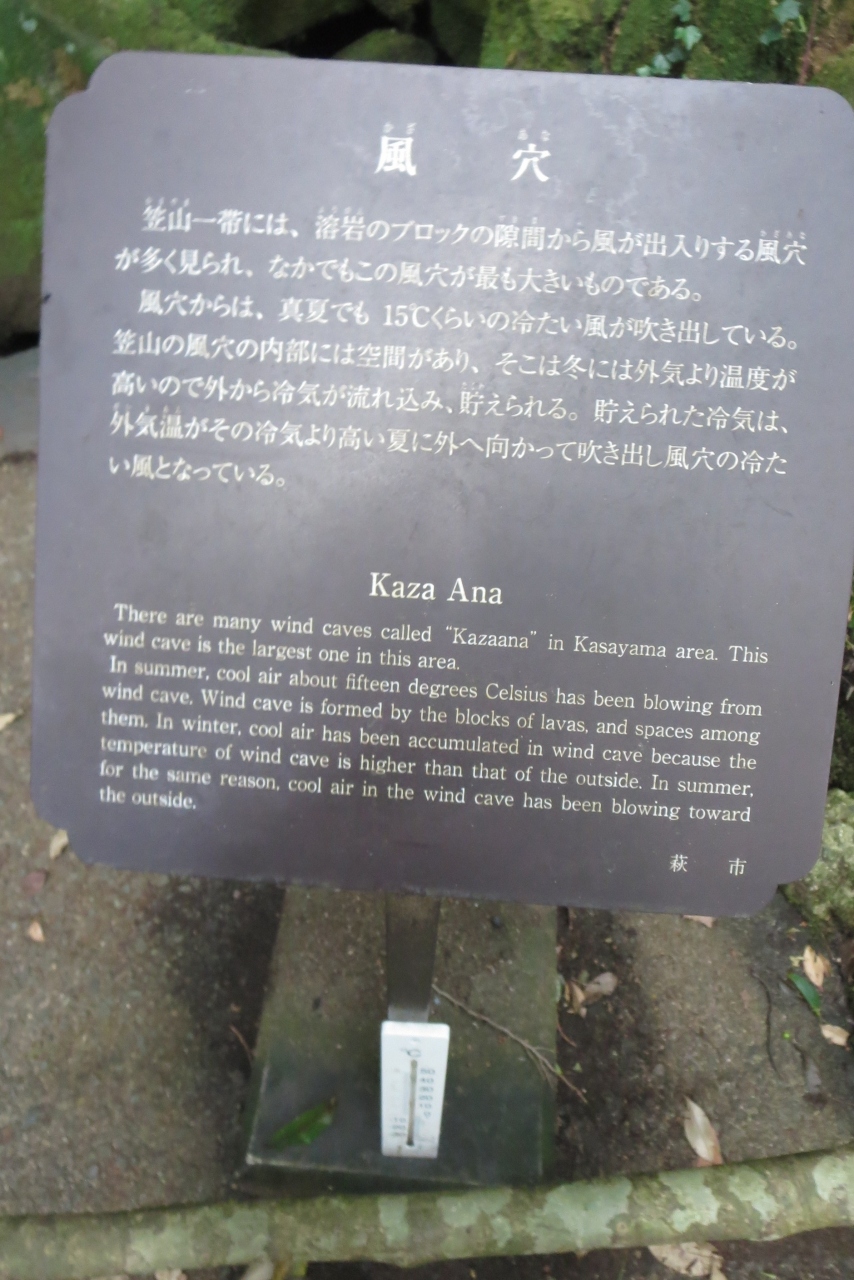 風穴
笠山一帯には、溶岩のブロックの隙間から風が出入りする風穴
が多く見られ、なかでもこの風穴が最も大きいものである。
風穴からは、真夏でも 15℃くらいの冷たい風が吹き出している。
笠山の風穴の内部には空間があり、そこは冬には外気より温度が
高いので外から冷気が流れ込み、貯えられる。貯えられた冷気は、
外気温がその冷気より高い夏に外へ向かって吹き出し風穴の冷た
い風となっている。
Kaza Ana
There are many wind caves called "Kazaana" in Kasayama area. This
wind cave is the largest one in this area.
In summer, cool air about fifteen degrees Celsius has been blowing from
wind cave. Wind cave is formed by the blocks of lavas, and spaces among
them. In winter, cool air has been accumulated in wind cave because the
temperature of wind cave is higher than that of the outside. In summer,
for the same reason, cool air in the wind cave has been blowing toward
the outside.
萩市